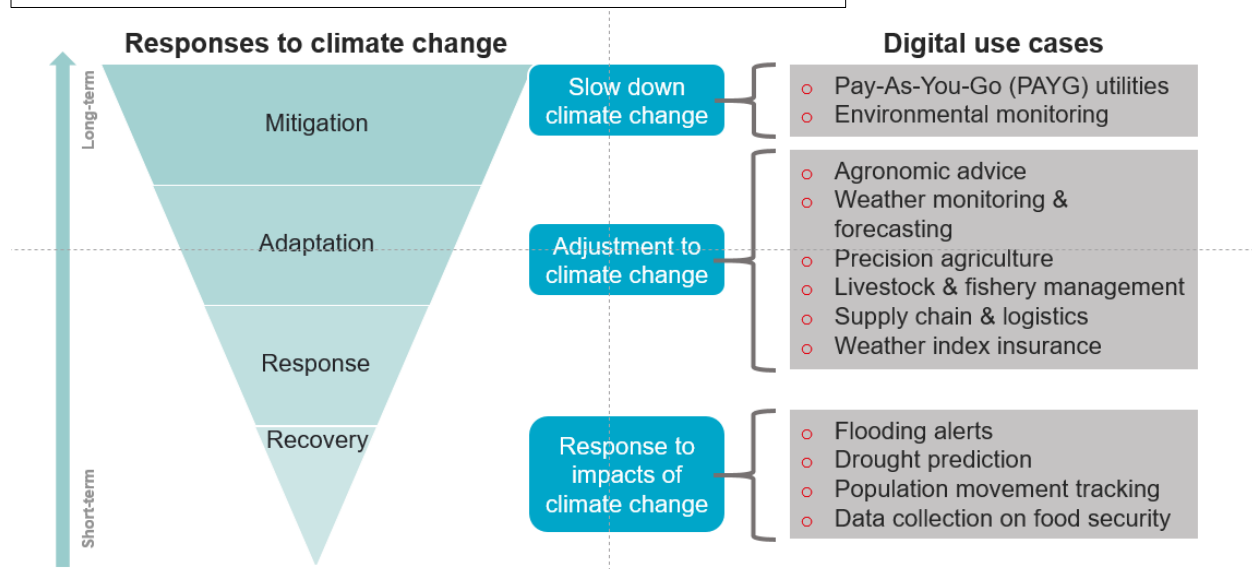 Responses to climate change
Digital use cases
Long-term
Mitigation
Adaptation
Response
Recovery
Short-term
Slow down
climate change
Adjustment to
climate change
Response to
impacts of
climate change
Pay-As-You-Go (PAYG) utilities
Environmental monitoring
Agronomic advice
Weather monitoring &
forecasting
Precision agriculture
Livestock & fishery management
Supply chain & logistics
Weather index insurance
Flooding alerts
Drought prediction
Population movement tracking
Data collection on food security